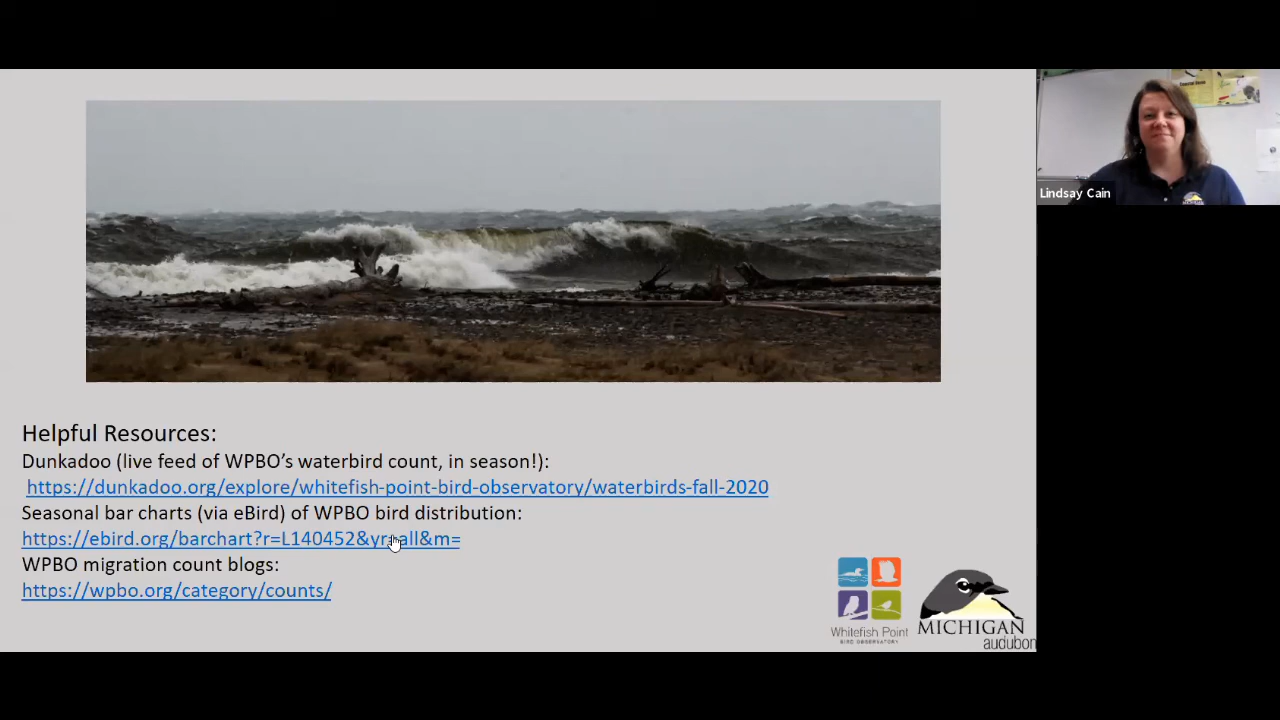 Lindsay Cain
Helpful Resources:
Dunkadoo (live feed of WPBO's waterbird count, in season!):
https://dunkadoo.org/explore/whitefish-point-bird-observatory/waterbirds-fall-2020
Seasonal bar charts (via eBird) of WPBO bird distribution:
https://ebird.org/barchart?r=L140452&yr=all&m=
WPBO migration count blogs:
https://wpbo.org/category/counts/
Whitefish Point
BIRD OBSERVATORY
MICHIGAN
audubon